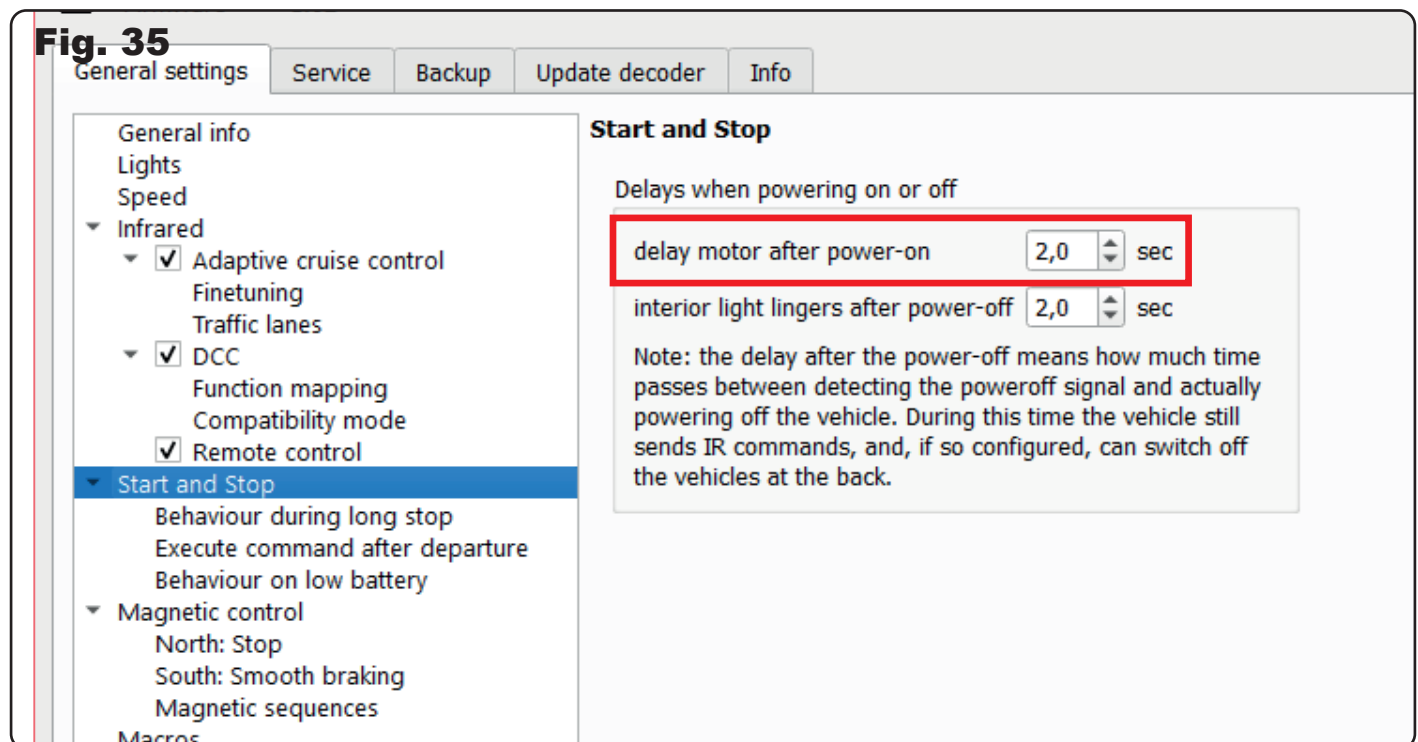 Fig. 35
General settings
Service
Backup
Update decoder
Info
General info
Lights
Speed
Infrared
Adaptive cruise control
Finetuning
Traffic lanes
DCC
Function mapping
Compatibility mode
Remote control
Start and Stop
Behaviour during long stop
Execute command after departure
Behaviour on low battery
Magnetic control
North: Stop
South: Smooth braking
Magnetic sequences
Macros
Start and Stop
Delays when powering on or off
delay motor after power-on 2,0 sec
interior light lingers after power-off 2,0 sec
Note: the delay after the power-off means how much time
passes between detecting the poweroff signal and actually
powering off the vehicle. During this time the vehicle still
sends IR commands, and, if so configured, can switch off
the vehicles at the back.